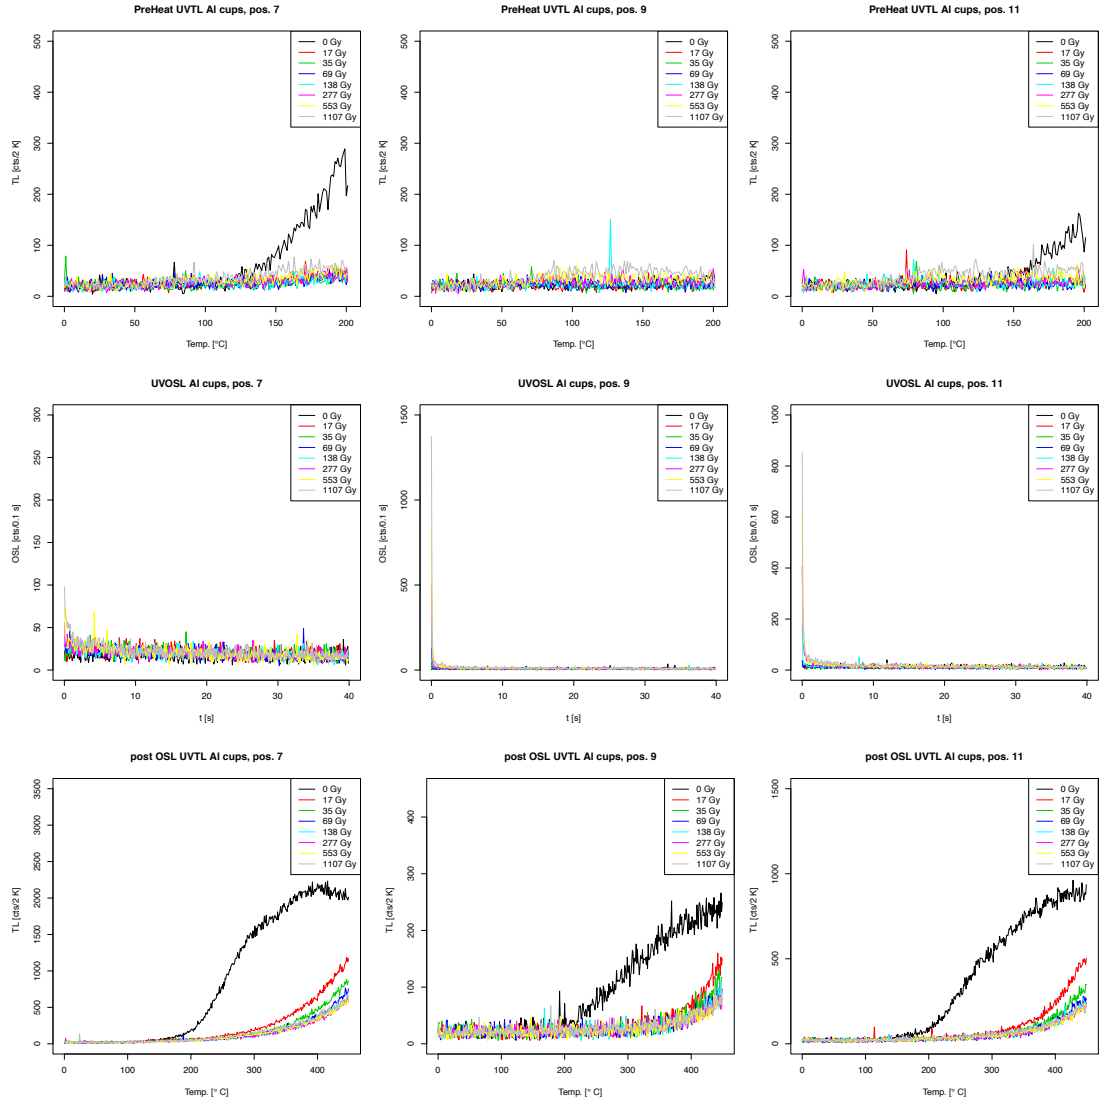 PreHeat UVTL Al cups, pos. 7
TL [cts/2 K]
0 100 200 300 400 500
0 Gy
17 Gy
35 Gy
69 Gy
138 Gy
277 Gy
553 Gy
1107 Gy
0 50 100 150 200
Temp. [°C]
PreHeat UVTL Al cups, pos. 9
TL [cts/2 K]
0 100 200 300 400 500
0 Gy
17 Gy
35 Gy
69 Gy
138 Gy
277 Gy
553 Gy
1107 Gy
0 50 100 150 200
Temp. [°C]
PreHeat UVTL Al cups, pos. 11
TL [cts/2 K]
0 100 200 300 400 500
0 Gy
17 Gy
35 Gy
69 Gy
138 Gy
277 Gy
553 Gy
1107 Gy
0 50 100 150 200
Temp. [°C]
UVOSL Al cups, pos. 7
OSL [cts/0.1 s]
0 50 100 150 200 250 300
0 Gy
17 Gy
35 Gy
69 Gy
138 Gy
277 Gy
553 Gy
1107 Gy
0 10 20 30 40
t [s]
UVOSL Al cups, pos. 9
OSL [cts/0.1 s]
0 500 1000 1500
0 Gy
17 Gy
35 Gy
69 Gy
138 Gy
277 Gy
553 Gy
1107 Gy
0 10 20 30 40
t [s]
UVOSL Al cups, pos. 11
OSL [cts/0.1 s]
0 200 400 600 800 1000
0 Gy
17 Gy
35 Gy
69 Gy
138 Gy
277 Gy
553 Gy
1107 Gy
0 10 20 30 40
t [s]
post OSL UVTL Al cups, pos. 7
TL [cts/2 K]
0 500 1000 1500 2000 2500 3000 3500
0 Gy
17 Gy
35 Gy
69 Gy
138 Gy
277 Gy
553 Gy
1107 Gy
0 100 200 300 400
Temp. [° C]
post OSL UVTL Al cups, pos. 9
TL [cts/2 K]
0 100 200 300 400
0 Gy
17 Gy
35 Gy
69 Gy
138 Gy
277 Gy
553 Gy
1107 Gy
0 100 200 300 400
Temp. [° C]
post OSL UVTL Al cups, pos. 11
TL [cts/2 K]
0 500 1000 1500
0 Gy
17 Gy
35 Gy
69 Gy
138 Gy
277 Gy
553 Gy
1107 Gy
0 100 200 300 400
Temp. [° C]